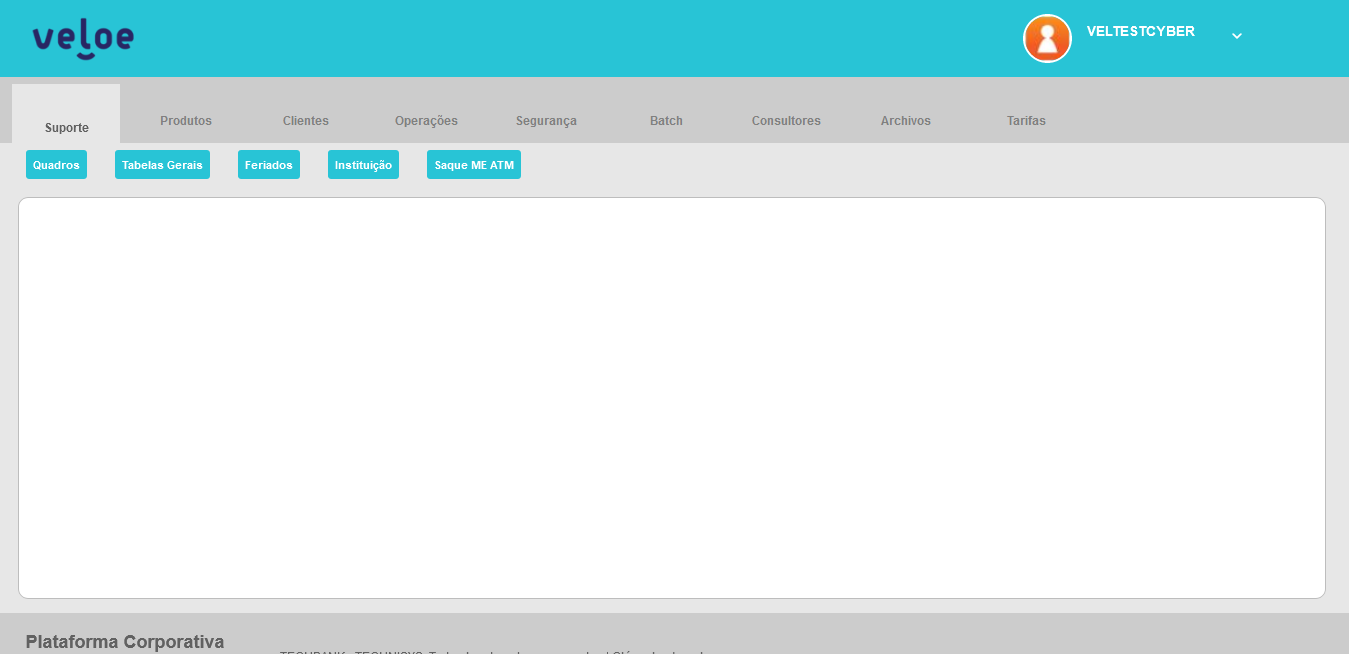 veloe
VELTESTCYBER
Suporte
Produtos
Clientes
Operações
Segurança
Batch
Consultores
Archivos
Tarifas
Quadros
Tabelas Gerais
Feriados
Instituição
Saque ME ATM
Plataforma Corporativa